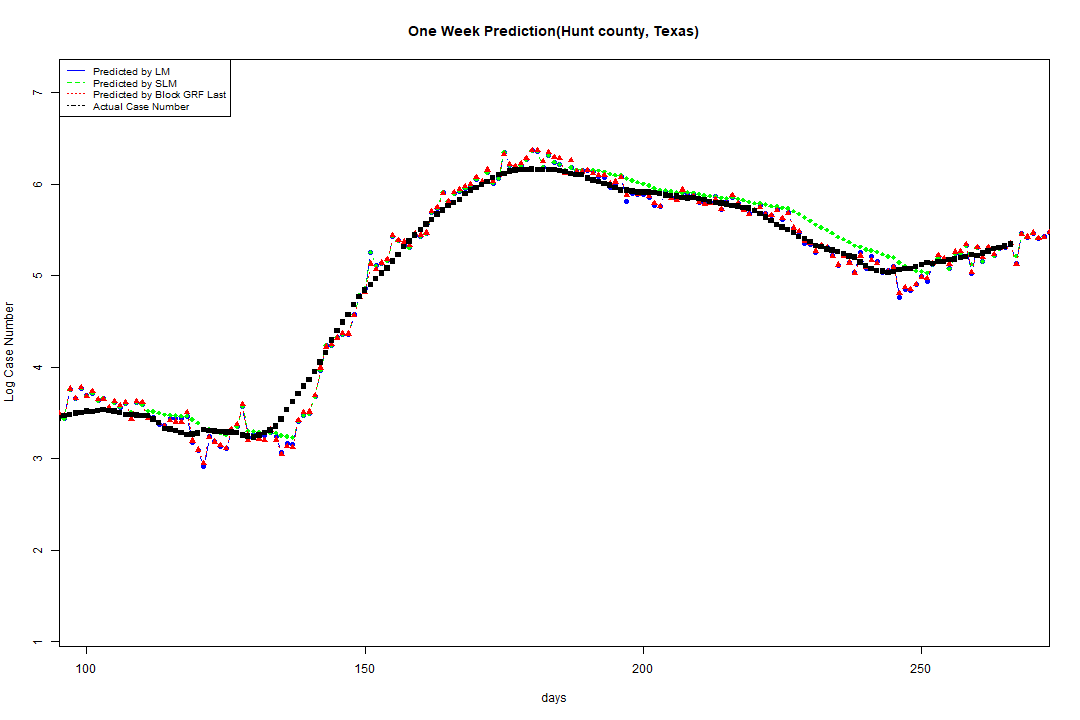 One Week Prediction(Hunt county, Texas)
Predicted by LM
Predicted by SLM
Predicted by Block GRF Last
Actual Case Number
Log Case Number
7
6
5
4
3
2
1
100 150 200 250
days